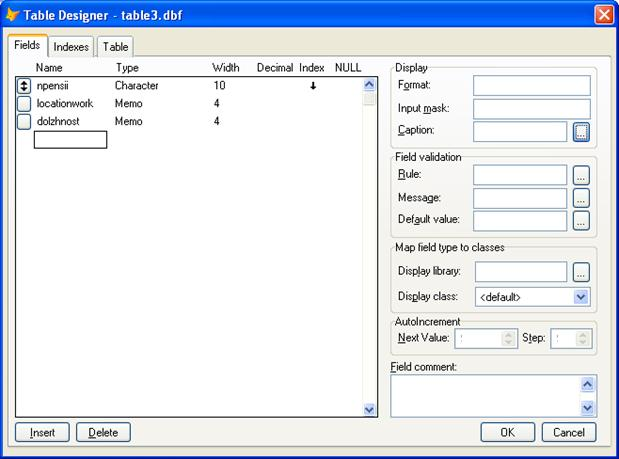 Table Designer - table3.dbf
Fields Indexes Table
Name Type Width Decimal Index NULL
npensii Character 10
locationwork Memo 4
dolzhnost Memo 4
Display
Format:
Input mask:
Caption:
...
Field validation
Rule:
...
Message:
...
Default value:
...
Map field type to classes
Display library:
...
Display class: <default>
AutoIncrement
Next Value: Step:
Field comment:
Insert Delete OK Cancel